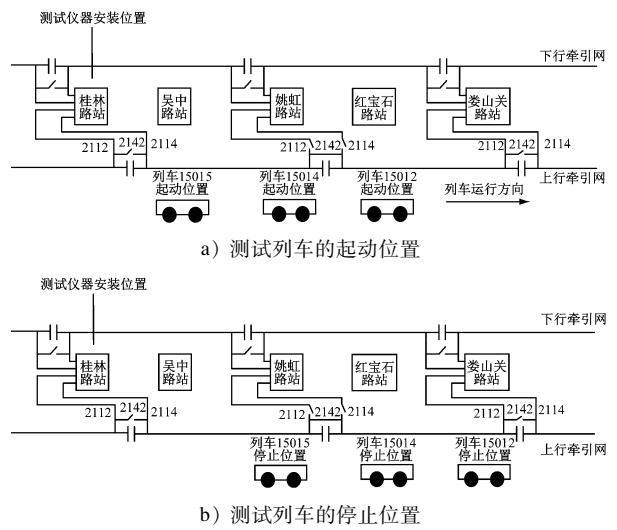 测试仪器安装位置
下行牵引网
桂林
路站
吴中
路站
姚虹
路站
红宝石
路站
娄山关
路站
2112 2142 2114
2112 2142 2114
2112 2142 2114
列车15015
起动位置
列车15014
起动位置
列车15012
起动位置
上行牵引网
列车运行方向
a）测试列车的起动位置
测试仪器安装位置
下行牵引网
桂林
路站
吴中
路站
姚虹
路站
红宝石
路站
娄山关
路站
2112 2142 2114
2112 2142 2114
2112 2142 2114
列车15015
停止位置
列车15014
停止位置
列车15012
停止位置
上行牵引网
b）测试列车的停止位置